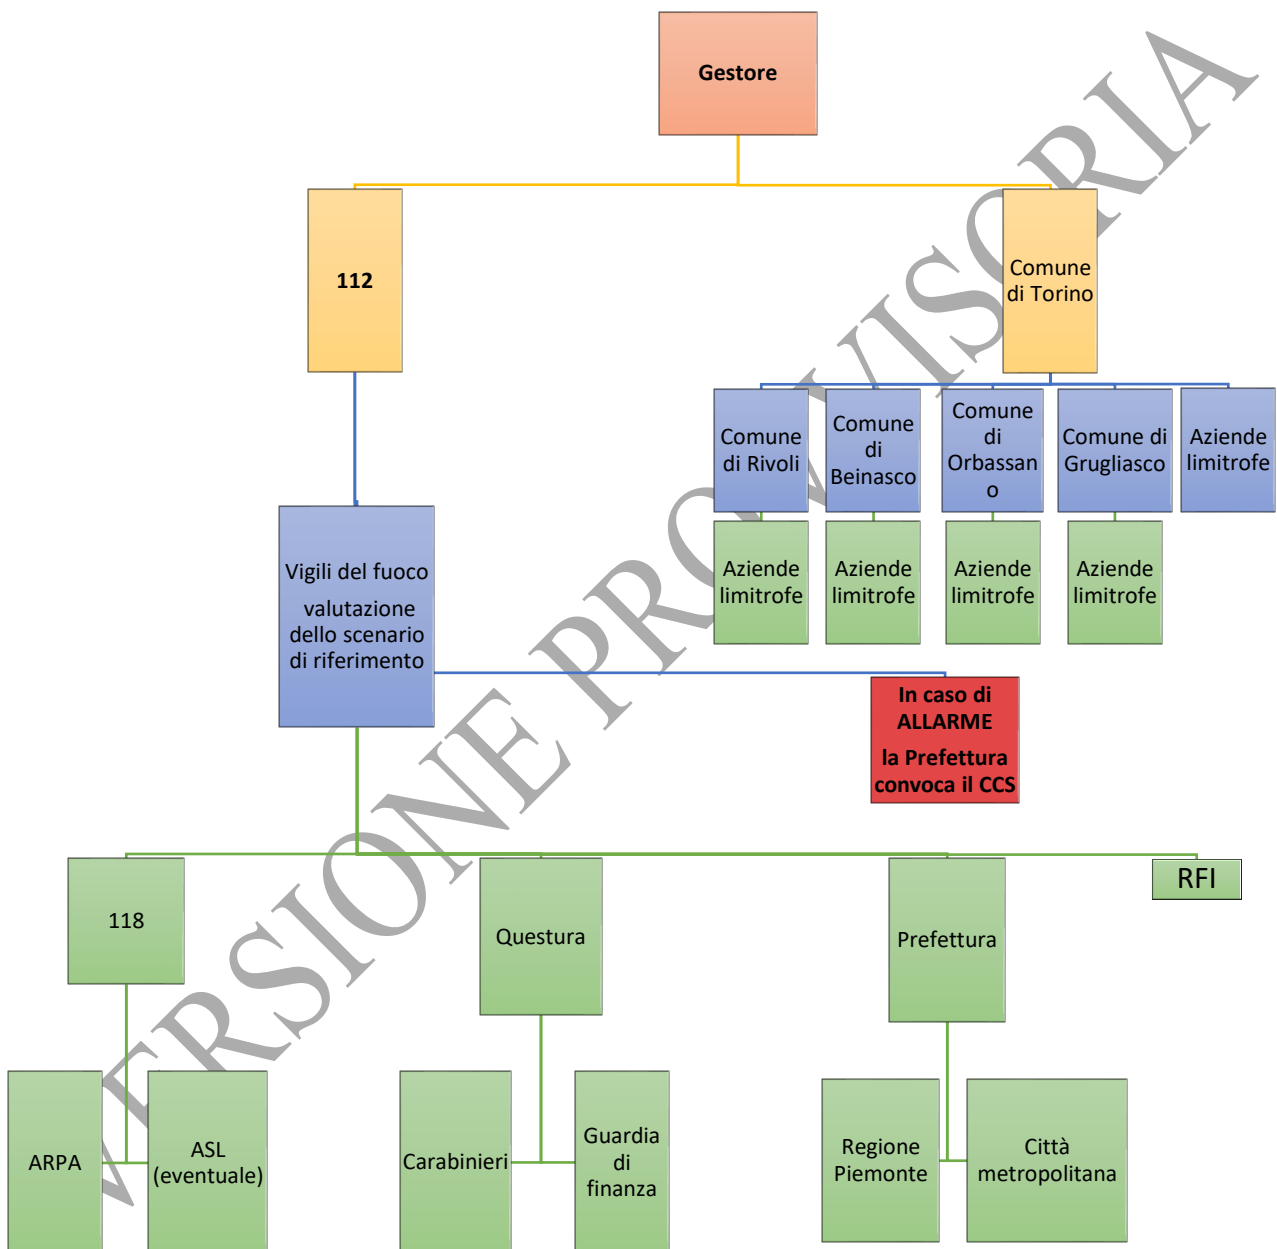 Gestore
112
Comune
di Torino
Comune
di Rivoli
Comune
di
Beinasco
Comune
di
Orbassan
o
Comune di
Grugliasco
Aziende
limitrofe
Aziende
limitrofe
Aziende
limitrofe
Aziende
limitrofe
Aziende
limitrofe
Vigili del fuoco
valutazione
dello scenario
di riferimento
In caso di
ALLARME
la Prefettura
convoca il CCS
118
Questura
Prefettura
RFI
ARPA
ASL
(eventuale)
Carabinieri
Guardia
di
finanza
Regione
Piemonte
Città
metropolitana
VERSIONE PROVVISORIA